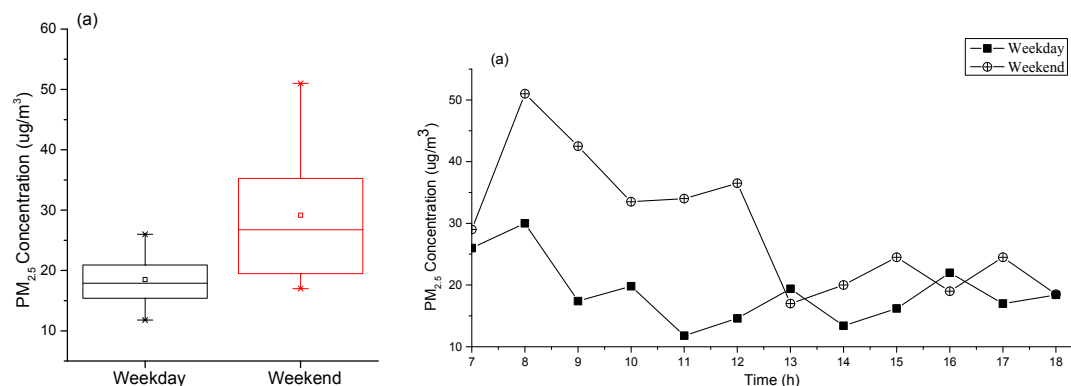 (a)
PM2.5 Concentration (ug/m³)
60
50
40
30
20
10
Weekday
Weekend
(a)
Weekday
Weekend
PM2.5 Concentration (ug/m³)
50
40
30
20
10
7 8 9 10 11 12 13 14 15 16 17 18
Time (h)